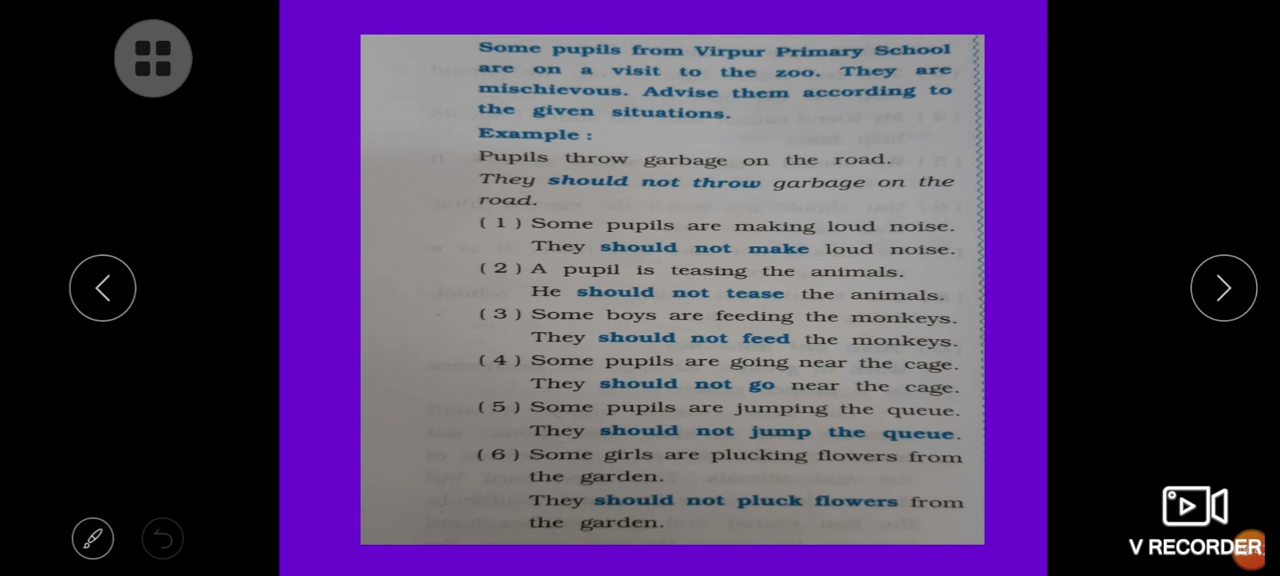 Some pupils from Virpur Primary School
are on a visit to the zoo. They are
mischievous. Advise them according to
the given situations.
Example :
Pupils throw garbage on the road.
They should not throw garbage on the
road.
( 1 ) Some pupils are making loud noise.
They should not make loud noise.
( 2 ) A pupil is teasing the animals.
He should not tease the animals.
( 3 ) Some boys are feeding the monkeys.
They should not feed the monkeys.
( 4 ) Some pupils are going near the cage.
They should not go near the cage.
( 5 ) Some pupils are jumping the queue.
They should not jump the queue.
( 6 ) Some girls are plucking flowers from
the garden.
They should not pluck flowers from
the garden.
V RECORDER